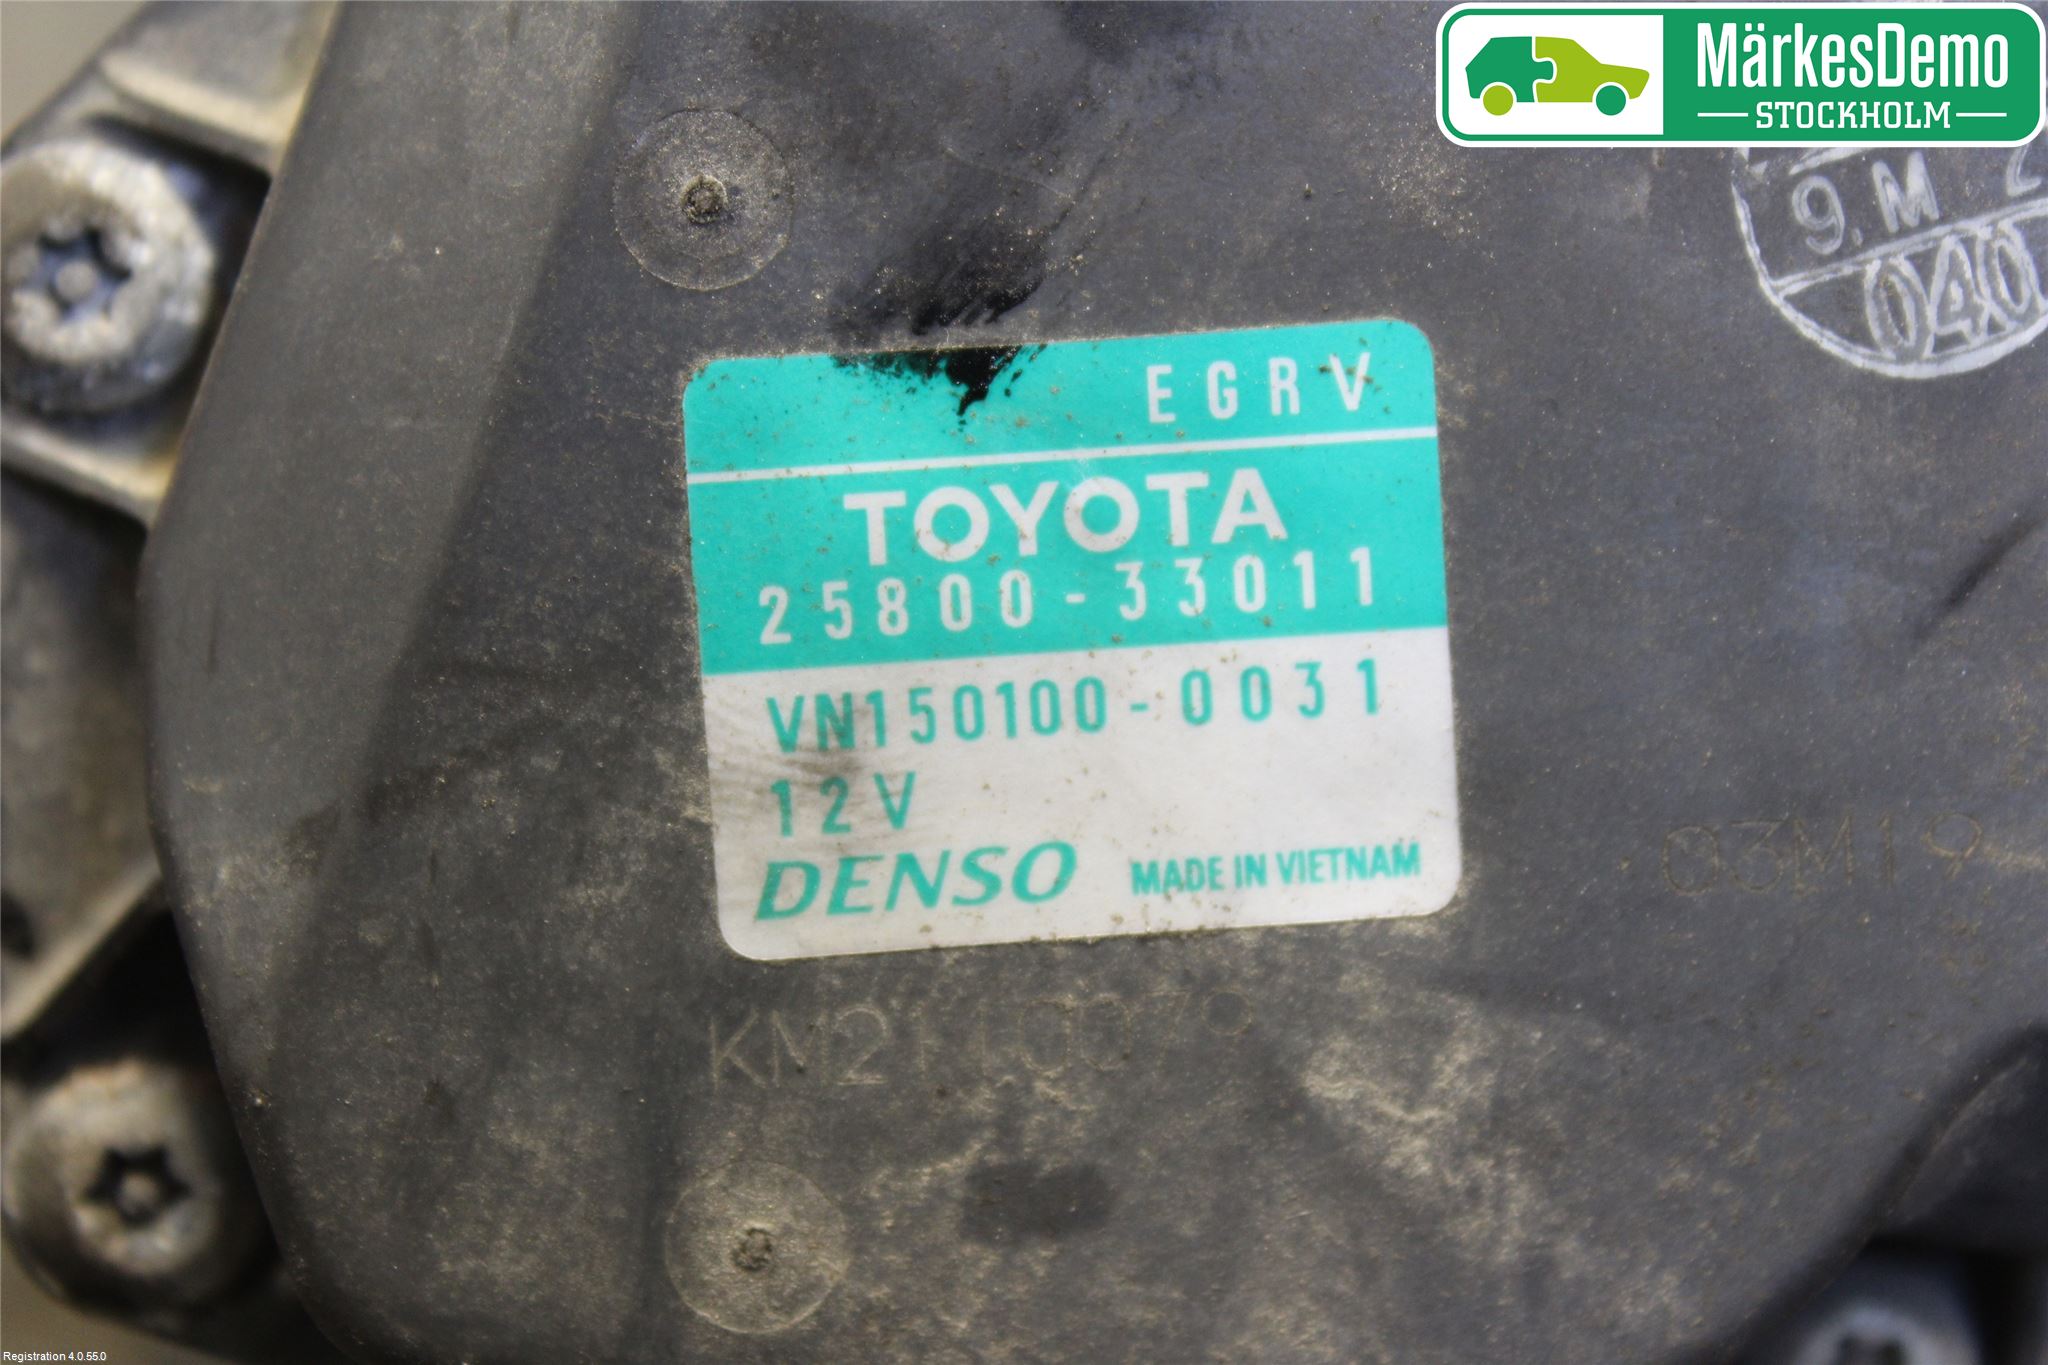 MärkesDemo
STOCKHOLM
9.M 2
040
EGRV
TOYOTA
25800-33011
VN150100-0031
12V
DENSO MADE IN VIETNAM
03M19
Registration 4.0.55.0